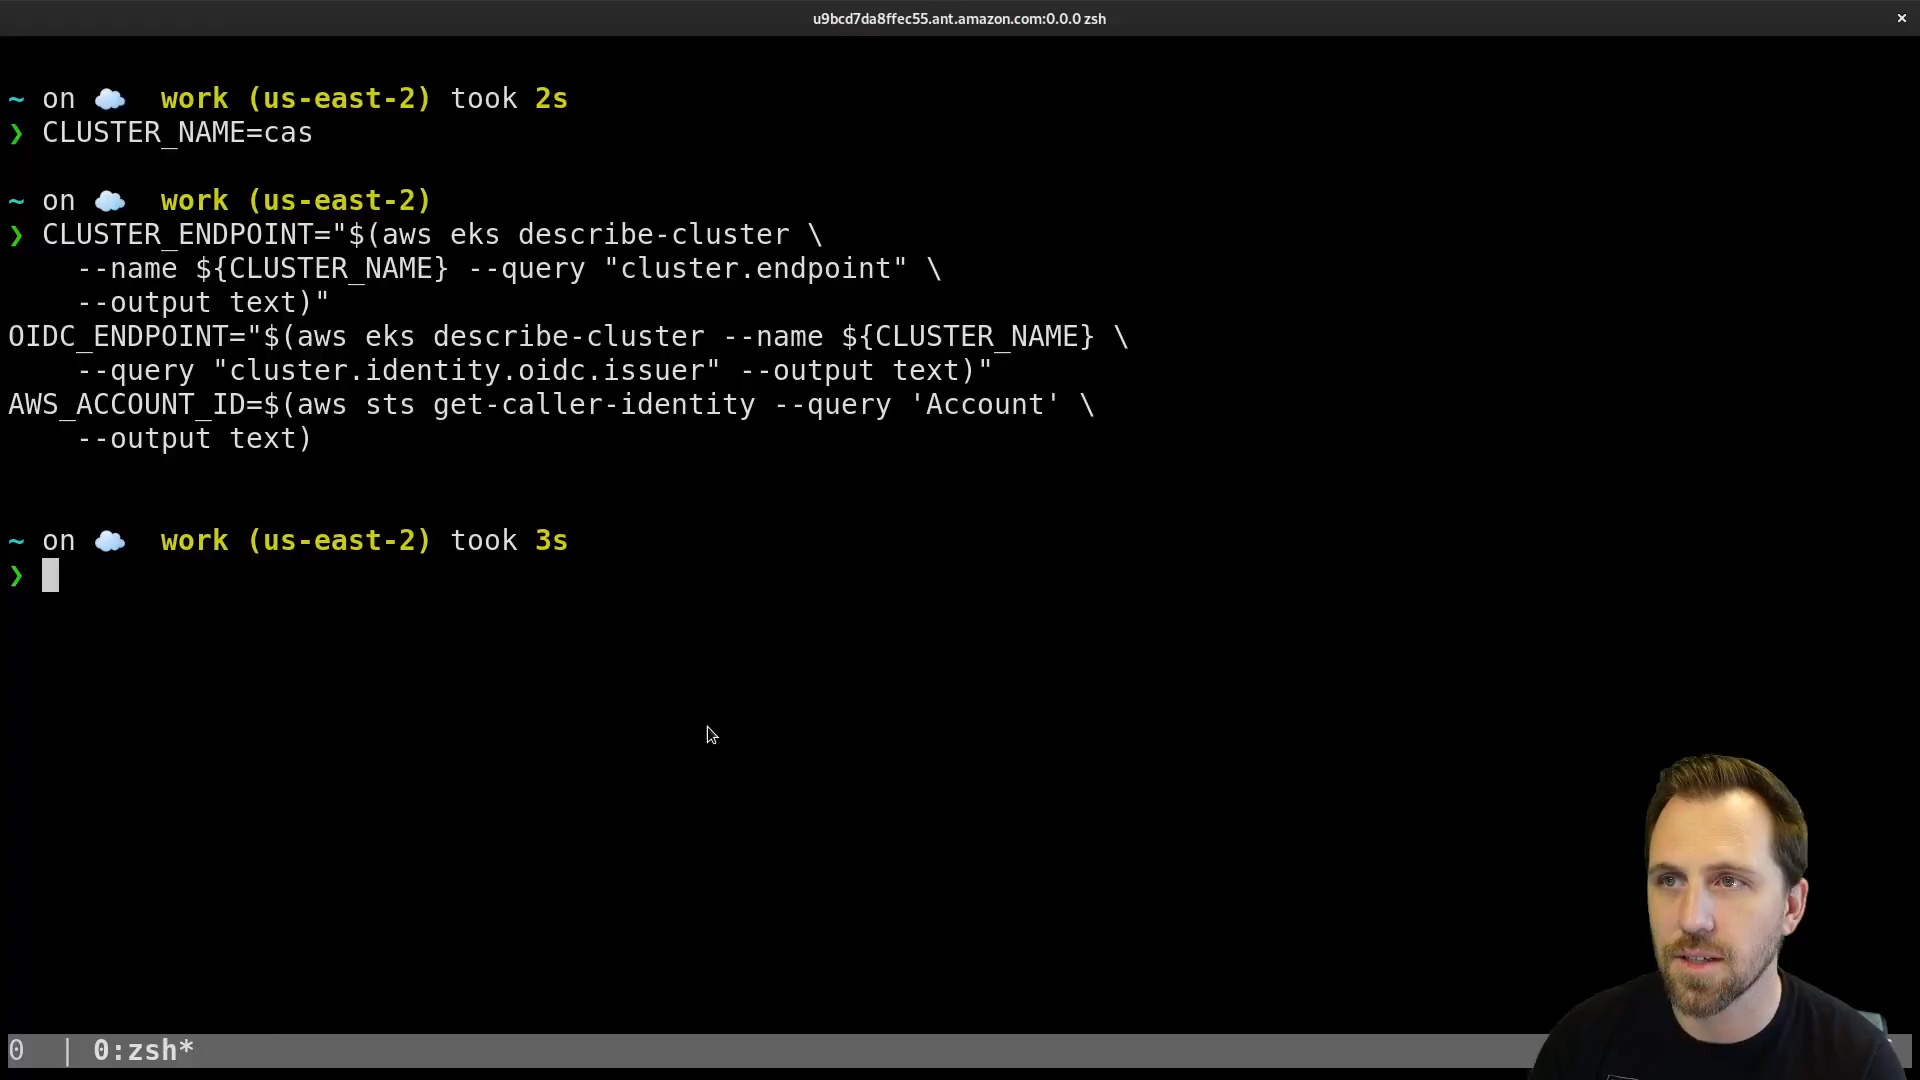 u9bcd7da8ffec55.ant.amazon.com:0.0.0 zsh
~ on ☁️ work (us-east-2) took 2s
❯ CLUSTER_NAME=cas
~ on ☁️ work (us-east-2)
❯ CLUSTER_ENDPOINT="$(aws eks describe-cluster \
    --name ${CLUSTER_NAME} --query "cluster.endpoint" \
    --output text)"
OIDC_ENDPOINT="$(aws eks describe-cluster --name ${CLUSTER_NAME} \
    --query "cluster.identity.oidc.issuer" --output text)"
AWS_ACCOUNT_ID=$(aws sts get-caller-identity --query 'Account' \
    --output text)
~ on ☁️ work (us-east-2) took 3s
❯
0 | 0:zsh*